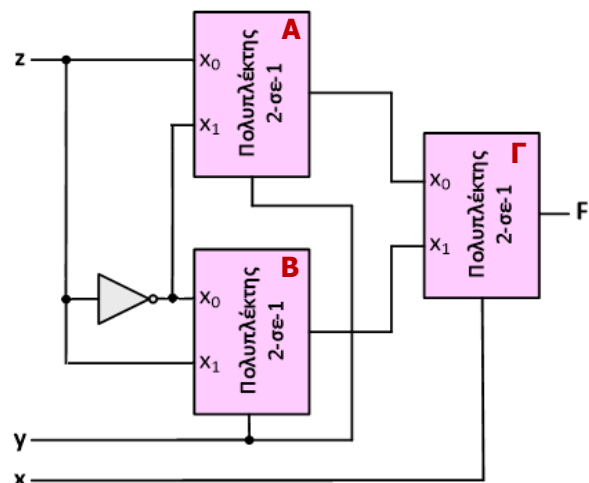 A
z
x0
x1
Πολυπλέκτης
2-σε-1
Γ
x0
x1
Πολυπλέκτης
2-σε-1
F
B
x0
x1
Πολυπλέκτης
2-σε-1
y
x